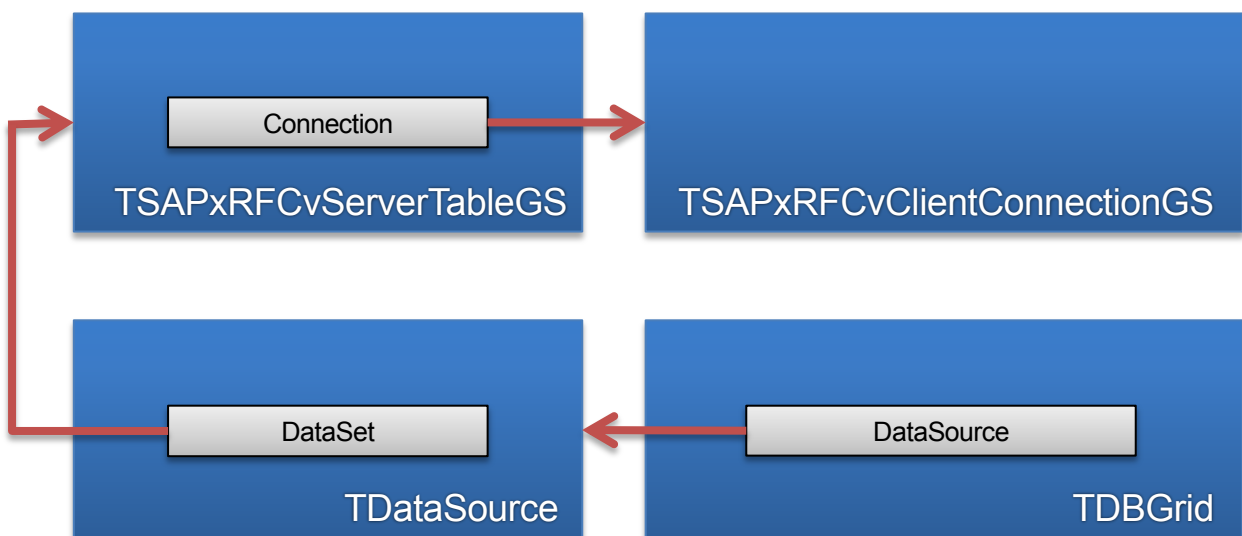 Connection
TSAPxRFCvServerTableGS
TSAPxRFCvClientConnectionGS
DataSet
DataSource
TDataSource
TDBGrid